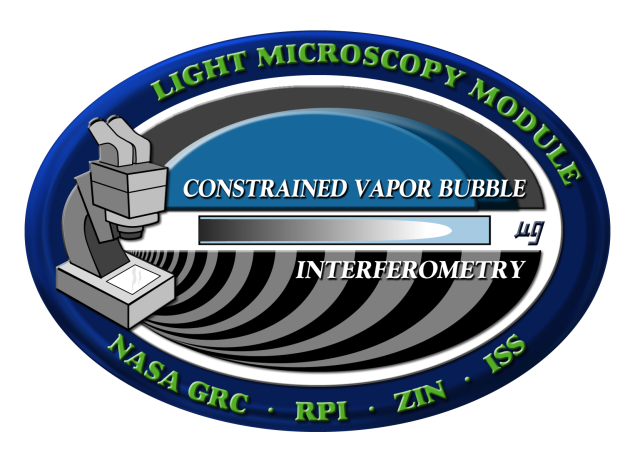 LIGHT MICROSCOPY MODULE
CONSTRAINED VAPOR BUBBLE
μg
INTERFEROMETRY
NASA GRC · RPI · ZIN · ISS